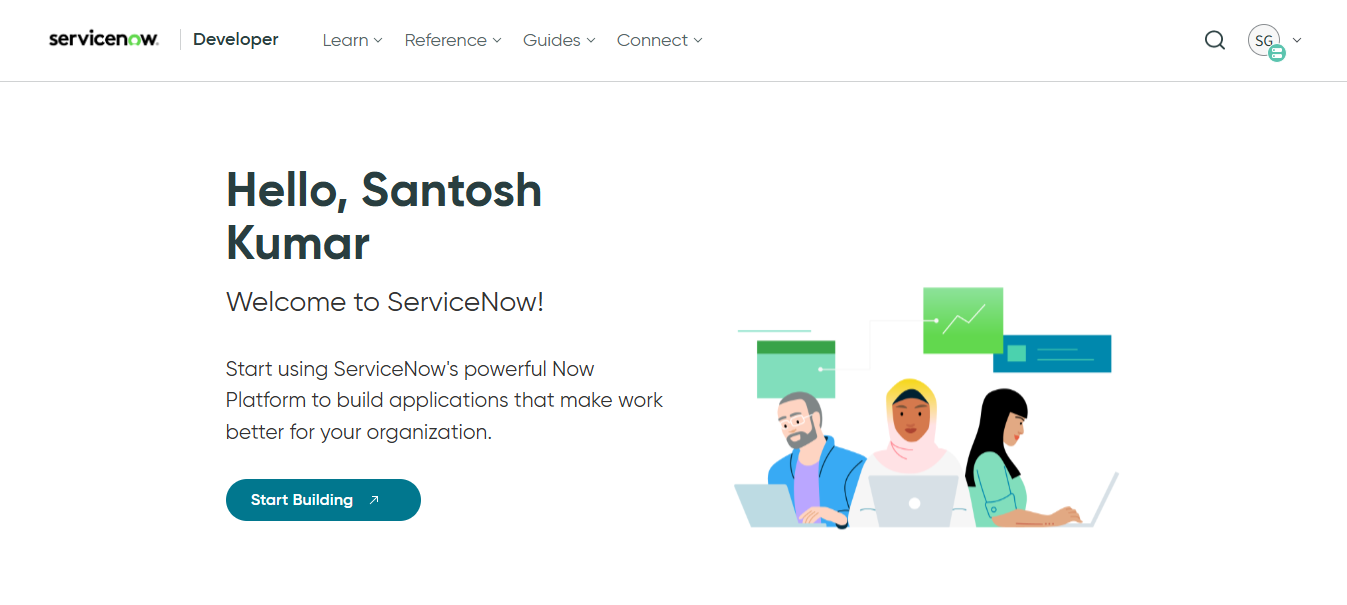 servicenow Developer Learn Reference Guides Connect SG
Hello, Santosh
Kumar
Welcome to ServiceNow!
Start using ServiceNow's powerful Now
Platform to build applications that make work
better for your organization.
Start Building